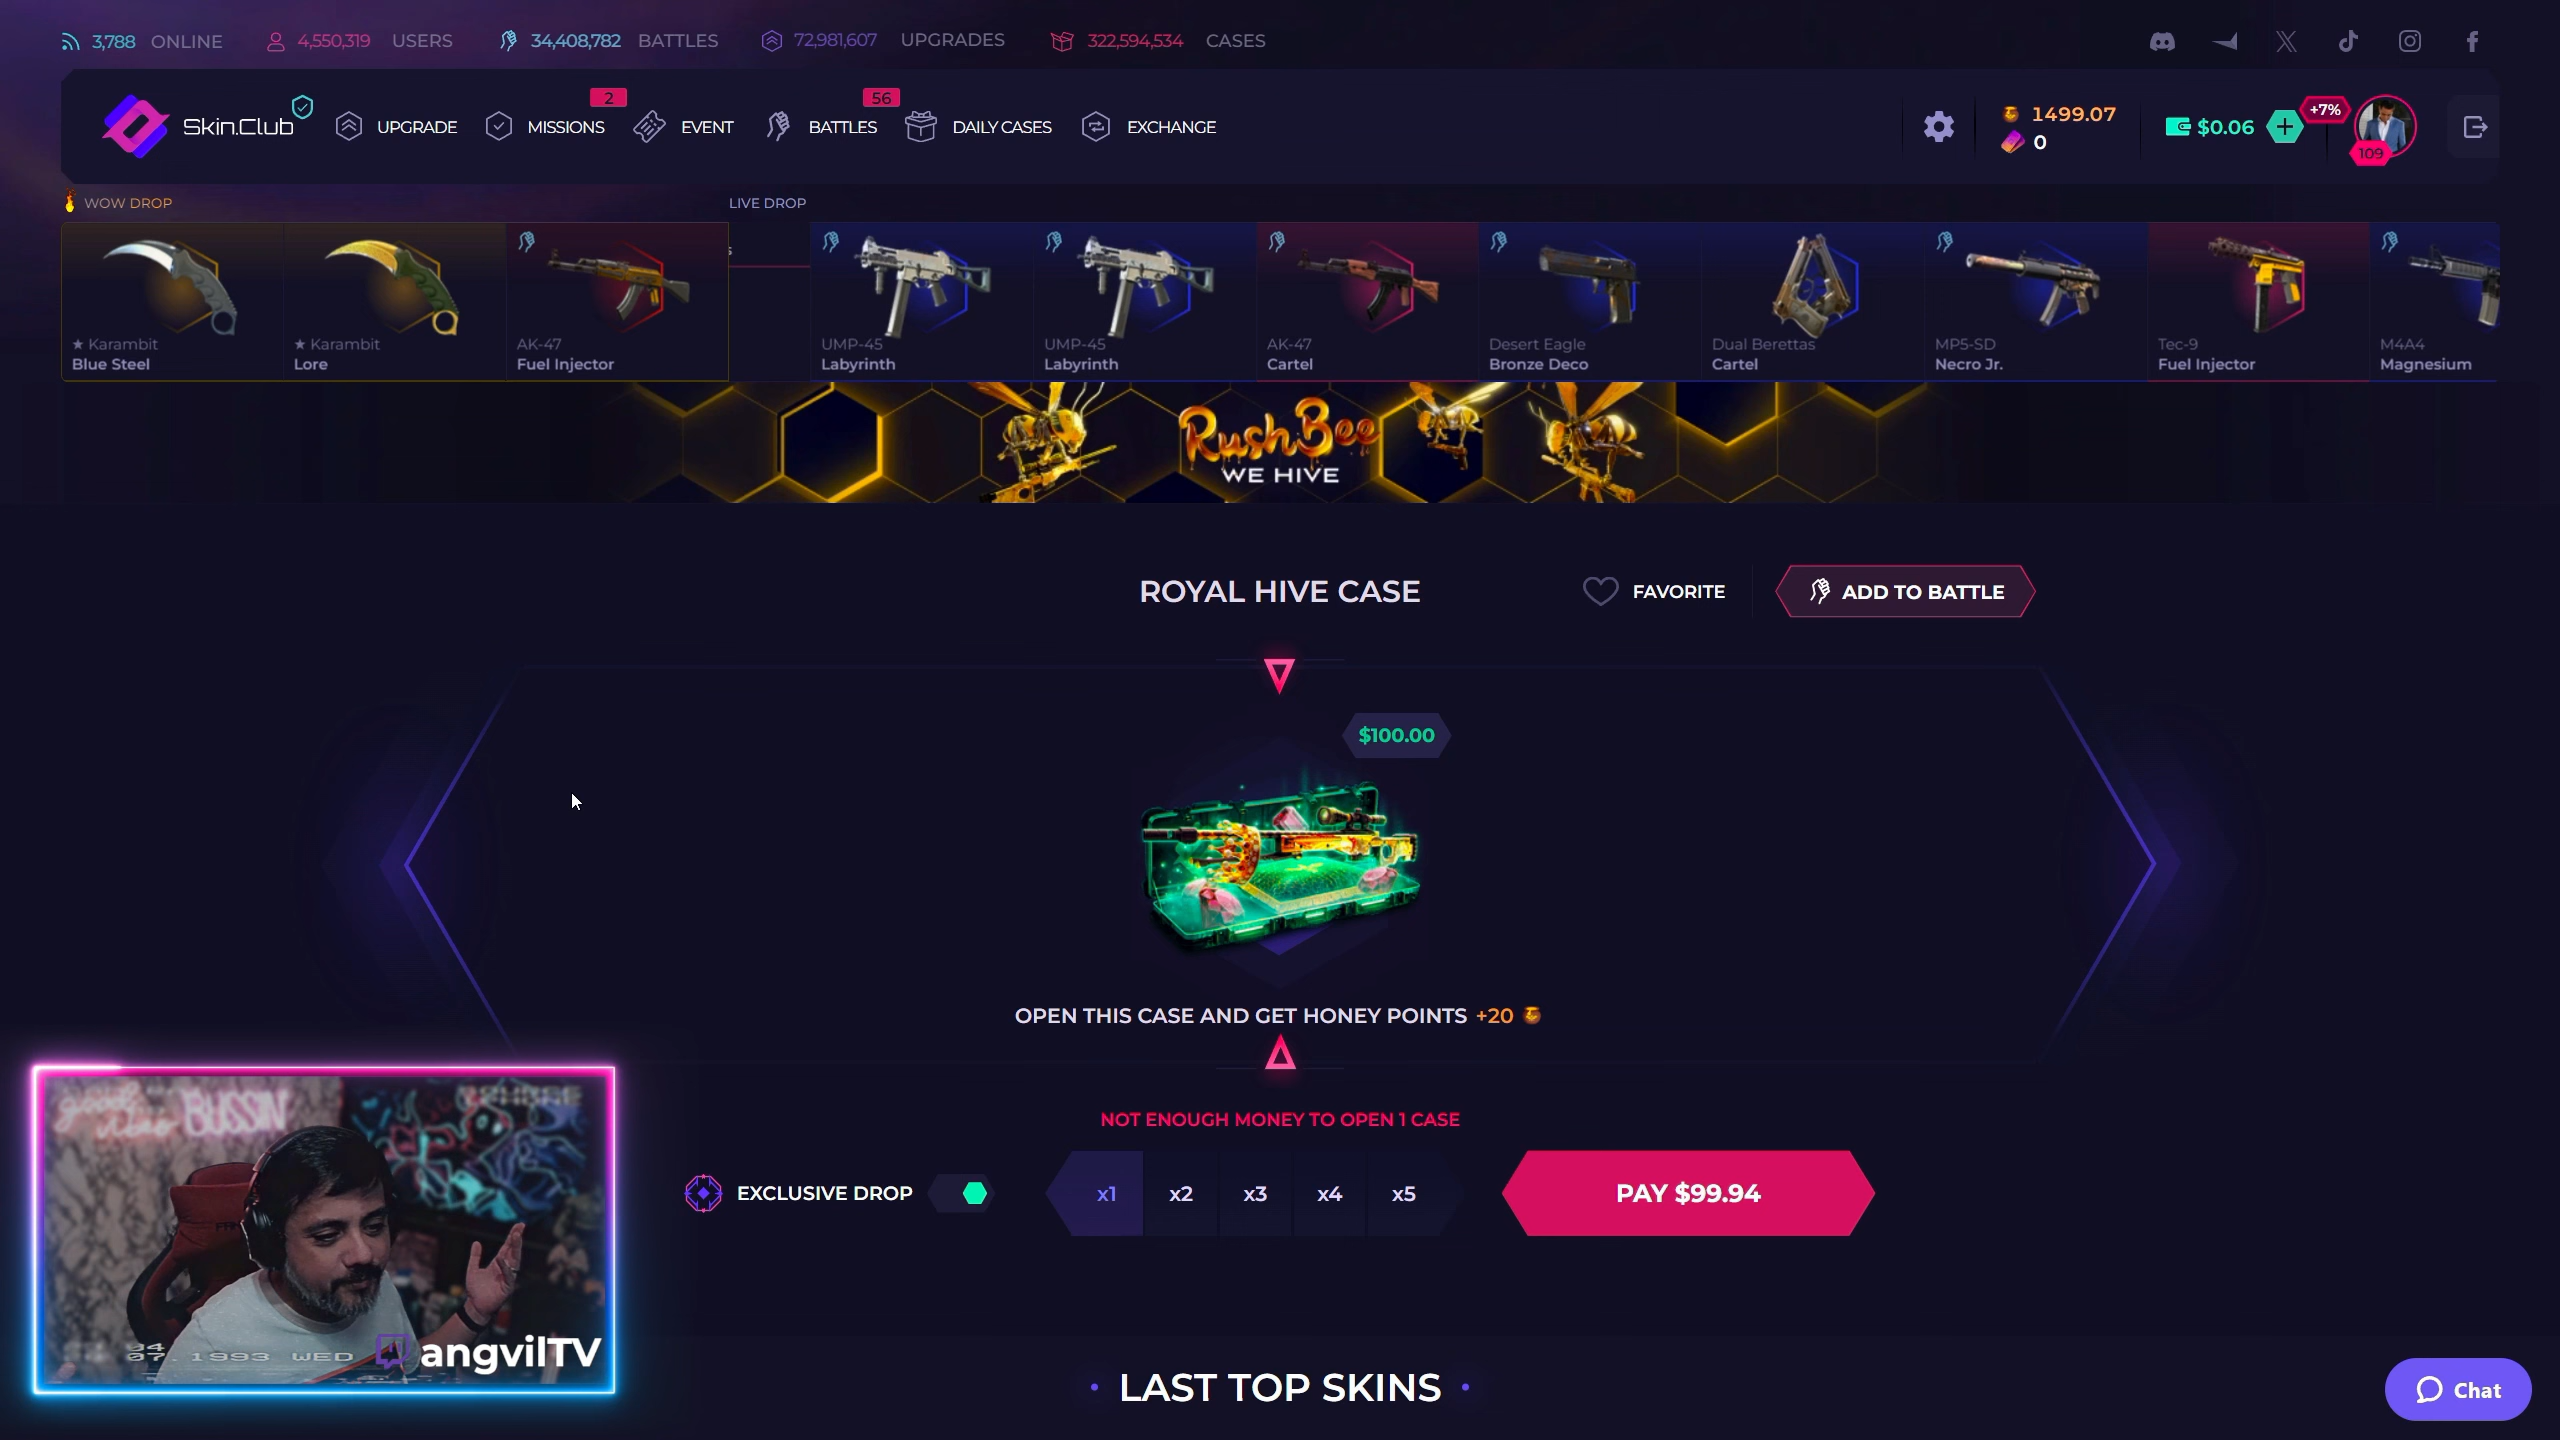 3,788 ONLINE 4,550,319 USERS 34,408,782 BATTLES 72,981,607 UPGRADES 322,594,534 CASES
Skin.Club UPGRADE 2 MISSIONS EVENT 56 BATTLES DAILY CASES EXCHANGE
1499.07
0
$0.06 +7%
109
WOW DROP LIVE DROP
★ Karambit
Blue Steel
★ Karambit
Lore
AK-47
Fuel Injector
s
UMP-45
Labyrinth
UMP-45
Labyrinth
AK-47
Cartel
Desert Eagle
Bronze Deco
Dual Berettas
Cartel
MP5-SD
Necro Jr.
Tec-9
Fuel Injector
M4A4
Magnesium
RushBee
WE HIVE
ROYAL HIVE CASE FAVORITE ADD TO BATTLE
$100.00
OPEN THIS CASE AND GET HONEY POINTS +20
NOT ENOUGH MONEY TO OPEN 1 CASE
EXCLUSIVE DROP x1 x2 x3 x4 x5 PAY $99.94
good
BUSSIN
07. 1993 WED
angvilTV
• LAST TOP SKINS •
Chat